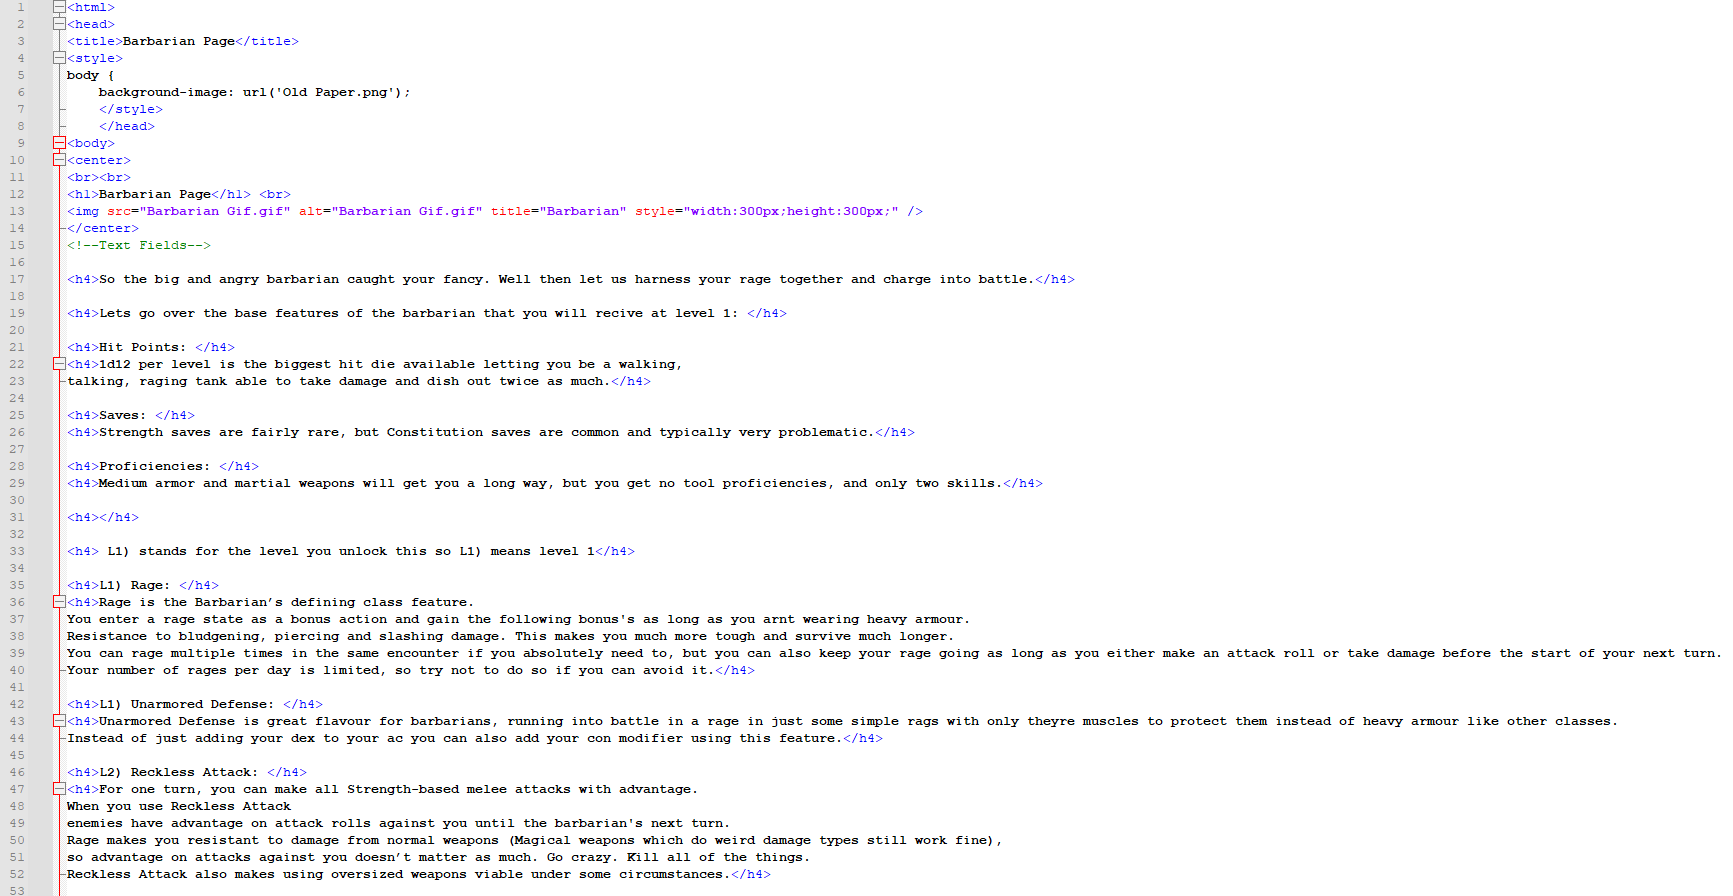 1 <html>
2 <head>
3 <title>Barbarian Page</title>
4 <style>
5 body {
6 background-image: url('Old Paper.png');
7 </style>
8 </head>
9 <body>
10 <center>
11 <br><br>
12 <h1>Barbarian Page</h1> <br>
13 <img src="Barbarian Gif.gif" alt="Barbarian Gif.gif" title="Barbarian" style="width:300px;height:300px;" />
14 </center>
15 <!--Text Fields-->
16
17 <h4>So the big and angry barbarian caught your fancy. Well then let us harness your rage together and charge into battle.</h4>
18
19 <h4>Lets go over the base features of the barbarian that you will recive at level 1: </h4>
20
21 <h4>Hit Points: </h4>
22 <h4>1d12 per level is the biggest hit die available letting you be a walking,
23 talking, raging tank able to take damage and dish out twice as much.</h4>
24
25 <h4>Saves: </h4>
26 <h4>Strength saves are fairly rare, but Constitution saves are common and typically very problematic.</h4>
27
28 <h4>Proficiencies: </h4>
29 <h4>Medium armor and martial weapons will get you a long way, but you get no tool proficiencies, and only two skills.</h4>
30
31 <h4></h4>
32
33 <h4> L1) stands for the level you unlock this so L1) means level 1</h4>
34
35 <h4>L1) Rage: </h4>
36 <h4>Rage is the Barbarian’s defining class feature.
37 You enter a rage state as a bonus action and gain the following bonus's as long as you arnt wearing heavy armour.
38 Resistance to bludgening, piercing and slashing damage. This makes you much more tough and survive much longer.
39 You can rage multiple times in the same encounter if you absolutely need to, but you can also keep your rage going as long as you either make an attack roll or take damage before the start of your next turn.
40 Your number of rages per day is limited, so try not to do so if you can avoid it.</h4>
41
42 <h4>L1) Unarmored Defense: </h4>
43 <h4>Unarmored Defense is great flavour for barbarians, running into battle in a rage in just some simple rags with only theyre muscles to protect them instead of heavy armour like other classes.
44 Instead of just adding your dex to your ac you can also add your con modifier using this feature.</h4>
45
46 <h4>L2) Reckless Attack: </h4>
47 <h4>For one turn, you can make all Strength-based melee attacks with advantage.
48 When you use Reckless Attack
49 enemies have advantage on attack rolls against you until the barbarian's next turn.
50 Rage makes you resistant to damage from normal weapons (Magical weapons which do weird damage types still work fine),
51 so advantage on attacks against you doesn’t matter as much. Go crazy. Kill all of the things.
52 Reckless Attack also makes using oversized weapons viable under some circumstances.</h4>
53